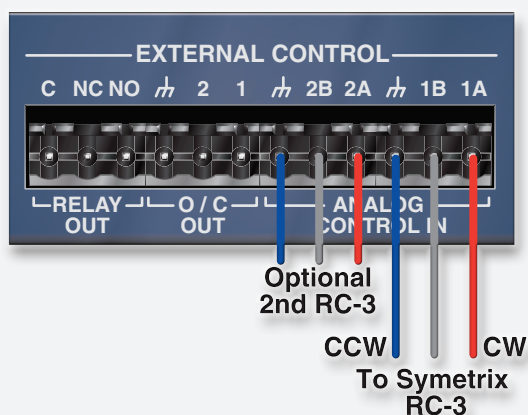 EXTERNAL CONTROL
C NC NO 2 1 2B 2A 1B 1A
RELAY OUT
O / C OUT
ANALOG CONTROL IN
Optional
2nd RC-3
CCW CW
To Symetrix
RC-3